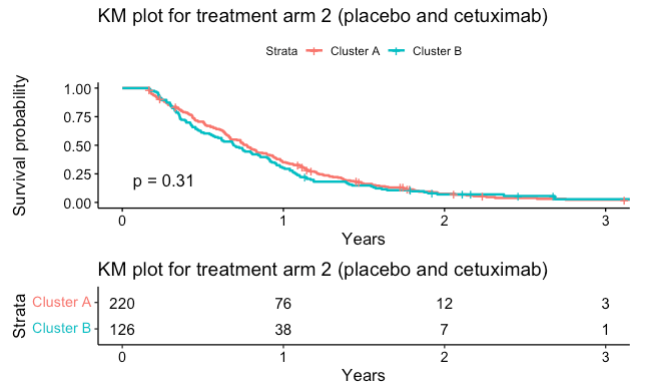 KM plot for treatment arm 2 (placebo and cetuximab)
Strata Cluster A Cluster B
Survival probability
1.00
0.75
0.50
0.25
0.00
p = 0.31
0 1 2 3
Years
KM plot for treatment arm 2 (placebo and cetuximab)
Strata
Cluster A 220 76 12 3
Cluster B 126 38 7 1
0 1 2 3
Years